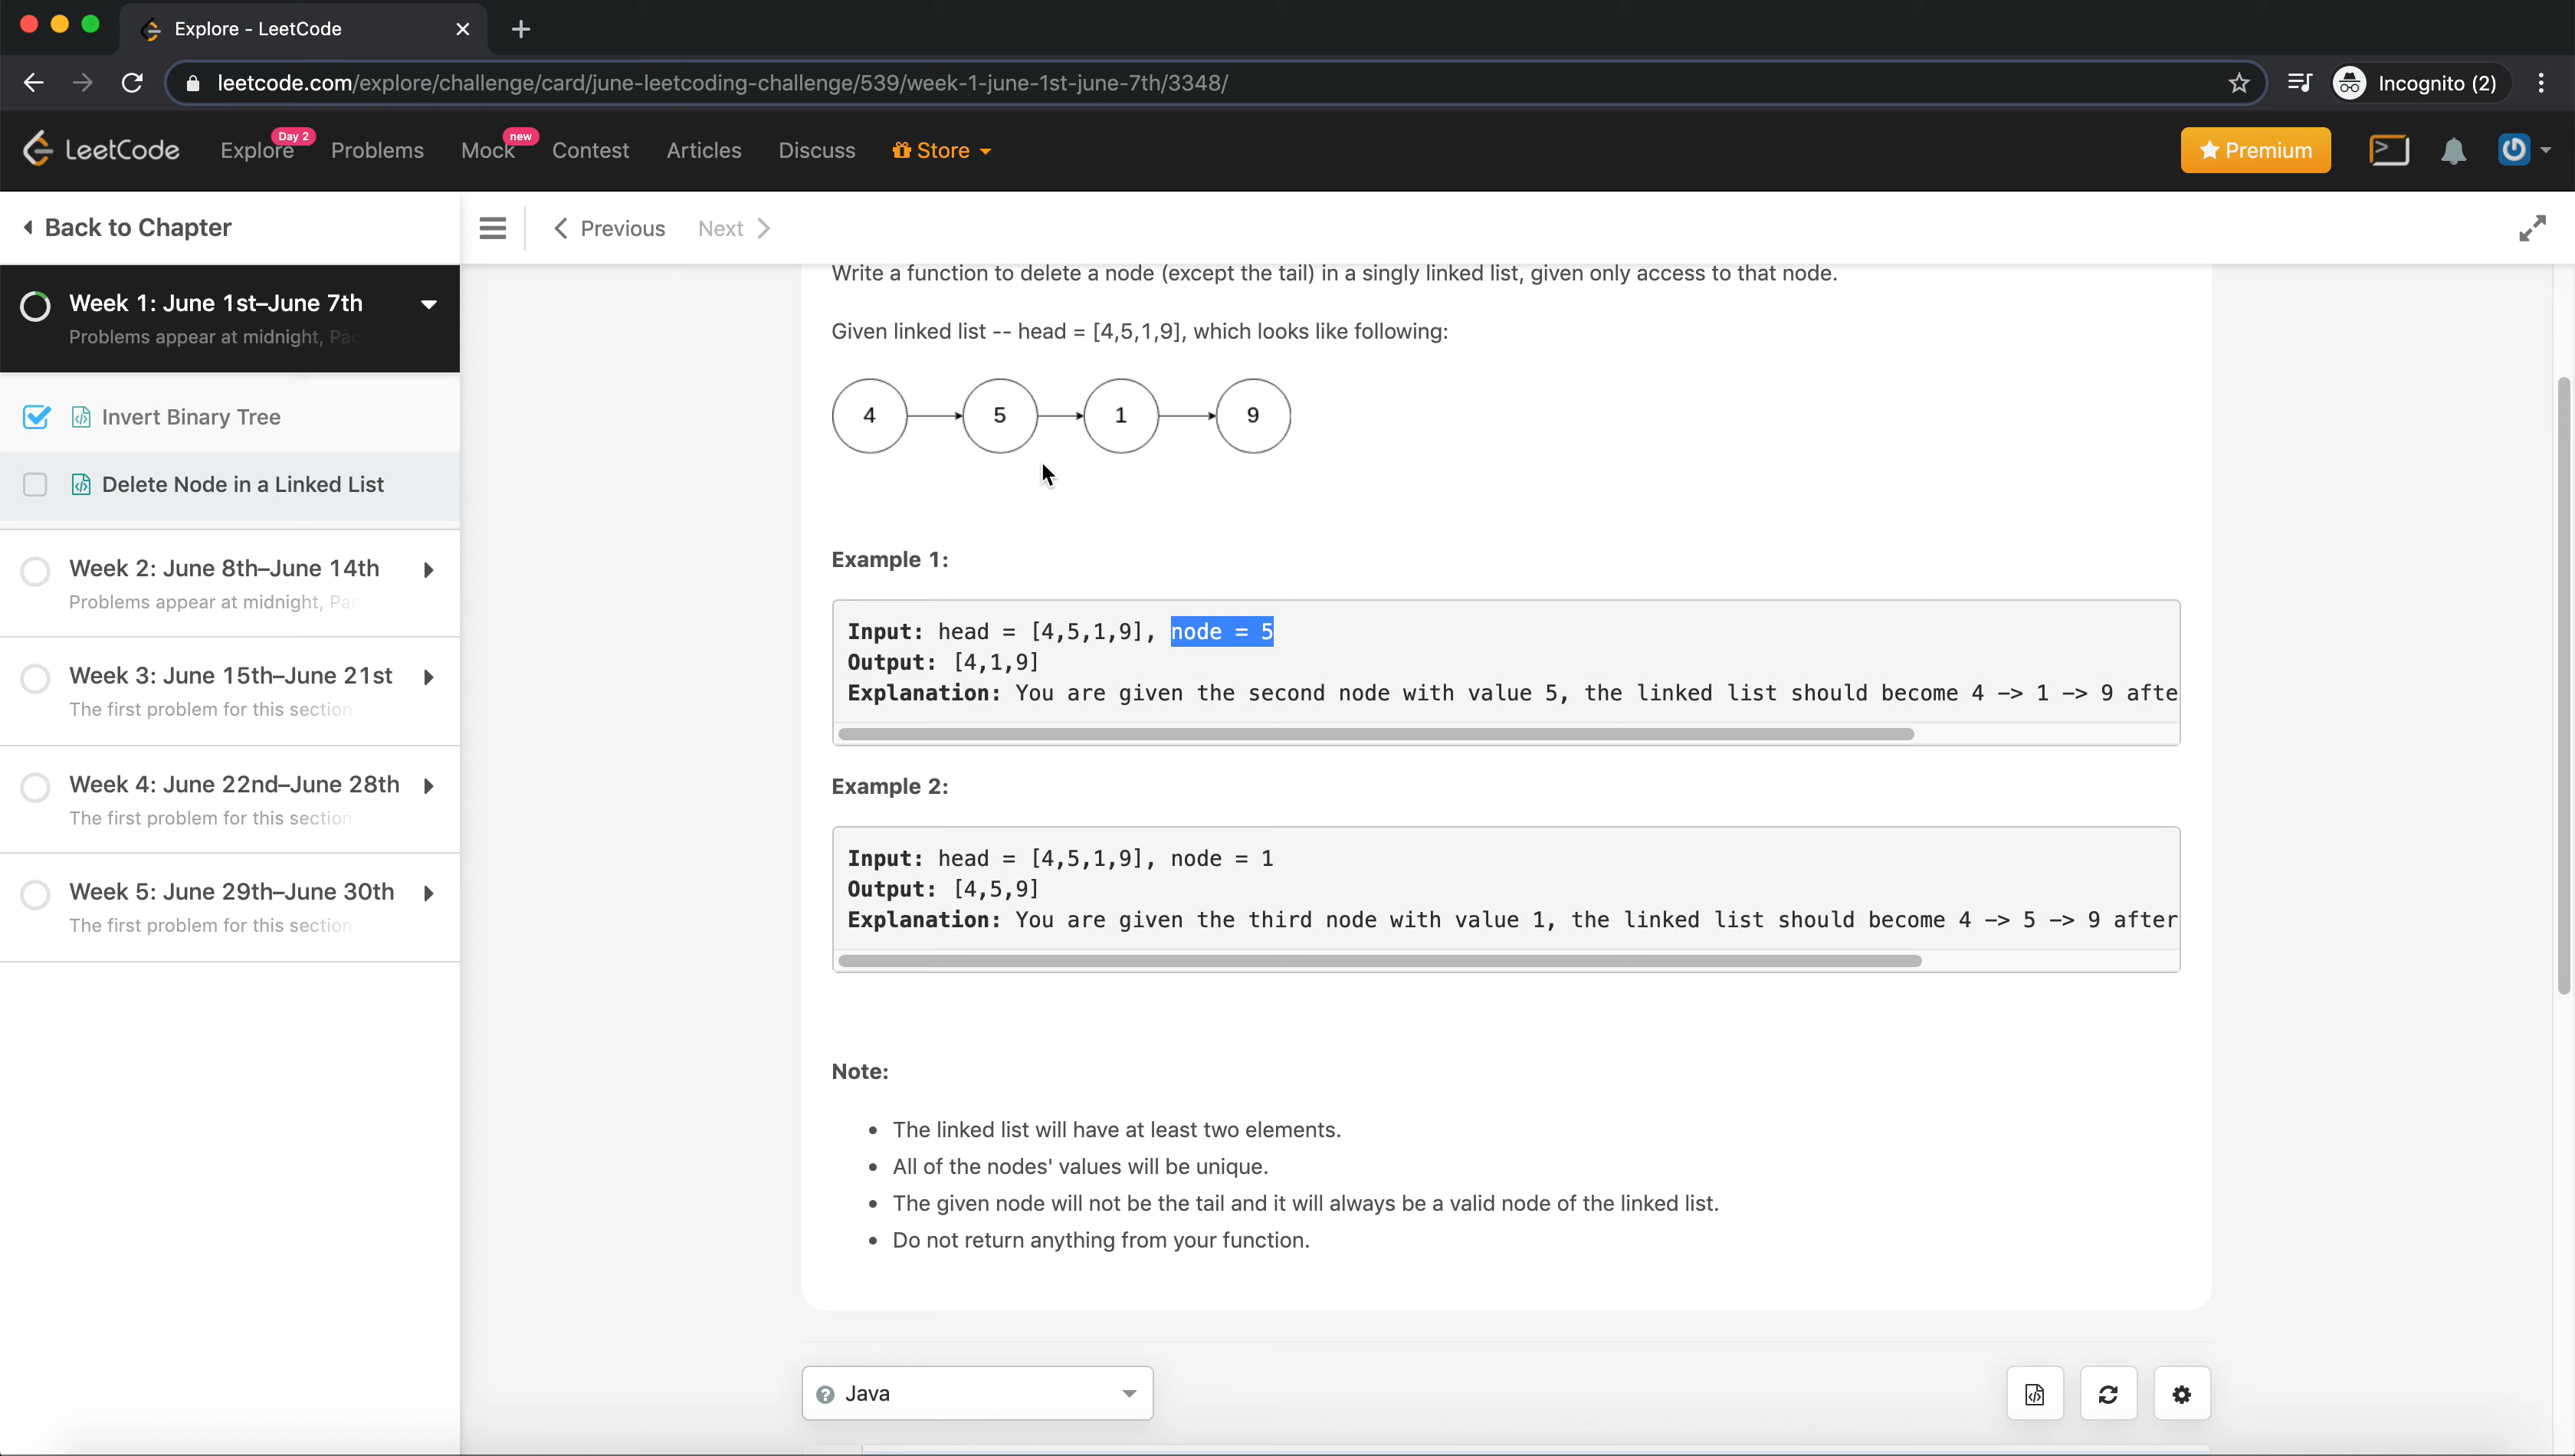 Explore - LeetCode
leetcode.com/explore/challenge/card/june-leetcoding-challenge/539/week-1-june-1st-june-7th/3348/
Incognito (2)
LeetCode
Explore
Day 2
Problems
Mock
new
Contest
Articles
Discuss
Store
Premium
Back to Chapter
Previous
Next
Week 1: June 1st–June 7th
Problems appear at midnight, Pac
Invert Binary Tree
Delete Node in a Linked List
Week 2: June 8th–June 14th
Problems appear at midnight, Pac
Week 3: June 15th–June 21st
The first problem for this section
Week 4: June 22nd–June 28th
The first problem for this section
Week 5: June 29th–June 30th
The first problem for this section
Write a function to delete a node (except the tail) in a singly linked list, given only access to that node.
Given linked list -- head = [4,5,1,9], which looks like following:
4 5 1 9
Example 1:
Input: head = [4,5,1,9], node = 5
Output: [4,1,9]
Explanation: You are given the second node with value 5, the linked list should become 4 -> 1 -> 9 afte
Example 2:
Input: head = [4,5,1,9], node = 1
Output: [4,5,9]
Explanation: You are given the third node with value 1, the linked list should become 4 -> 5 -> 9 after
Note:
• The linked list will have at least two elements.
• All of the nodes' values will be unique.
• The given node will not be the tail and it will always be a valid node of the linked list.
• Do not return anything from your function.
Java